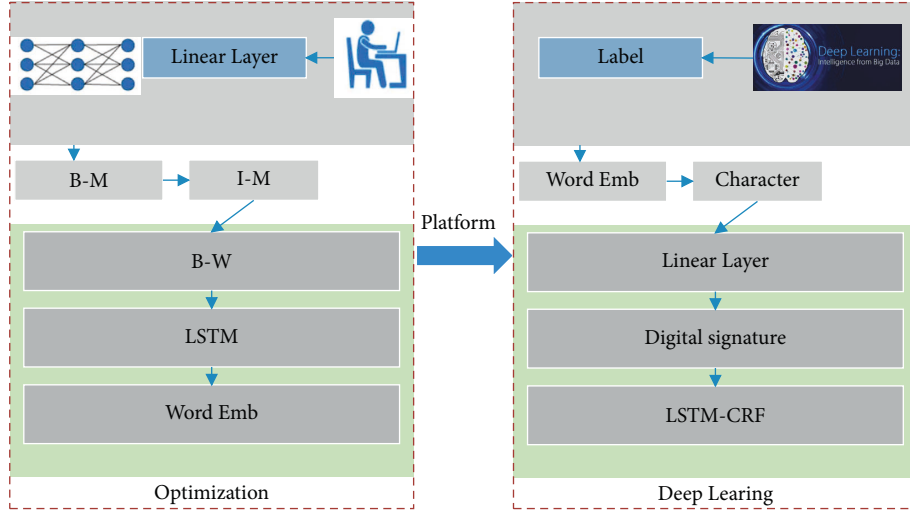 Linear Layer
B-M
I-M
B-W
LSTM
Word Emb
Optimization
Platform
Label
Deep Learning:
Intelligence from Big Data
Word Emb
Character
Linear Layer
Digital signature
LSTM-CRF
Deep Learing